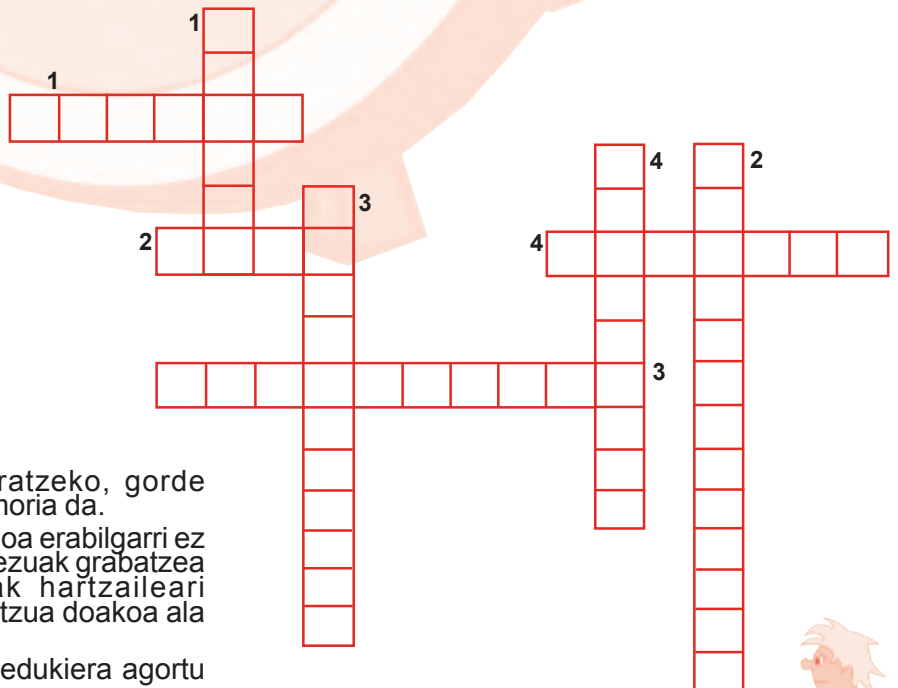 1
1
4
2
3
2
4
3
ratzeko, gorde
noria da.
oa erabilgarri ez
ezuak grabatzea
ak hartzaileari
tzua doakoa ala
edukiera agortu